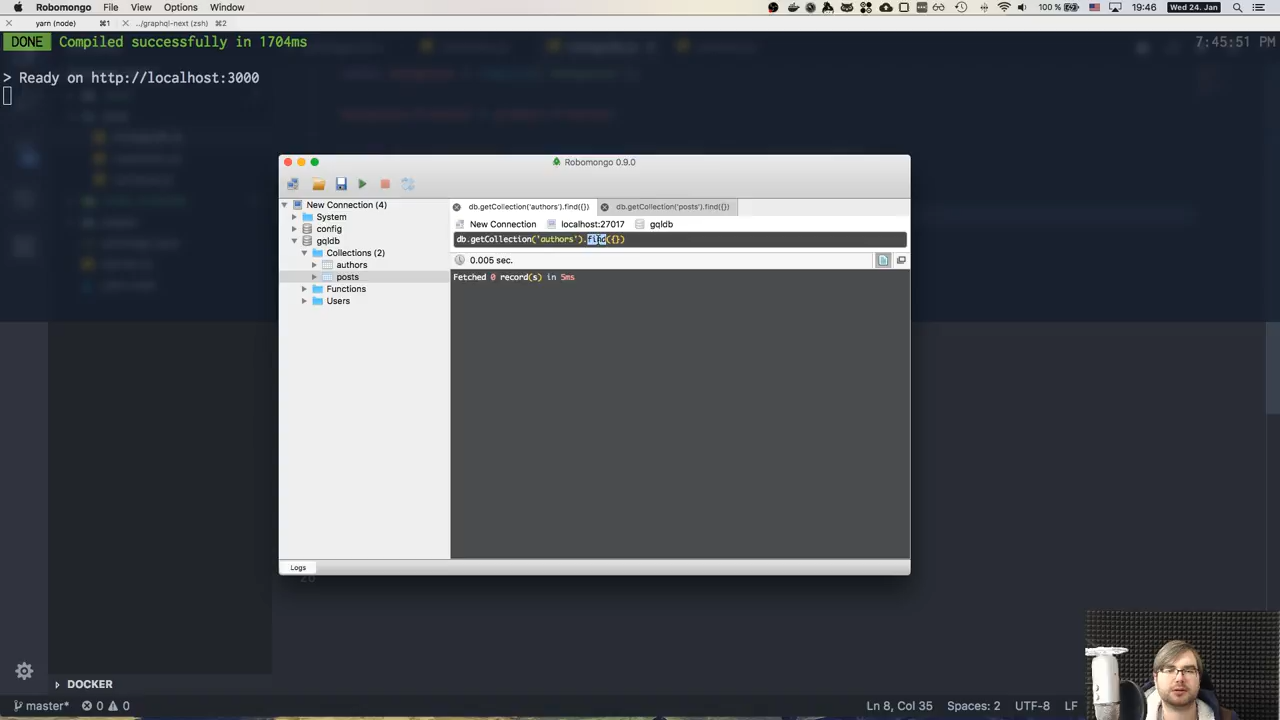 Robomongo File View Options Window 100 % 19:46 Wed 24. Jan
yarn (node) ⌘1 ../graphql-next (zsh) ⌘2
DONE Compiled successfully in 1704ms 7:45:51 PM
> Ready on http://localhost:3000
Robomongo 0.9.0
New Connection (4)
System
config
gqldb
Collections (2)
authors
posts
Functions
Users
db.getCollection('authors').find({}) db.getCollection('posts').find({})
New Connection localhost:27017 gqldb
db.getCollection('authors').find({})
0.005 sec.
Fetched 0 record(s) in 5ms
Logs
DOCKER
master* 0 0 Ln 8, Col 35 Spaces: 2 UTF-8 LF